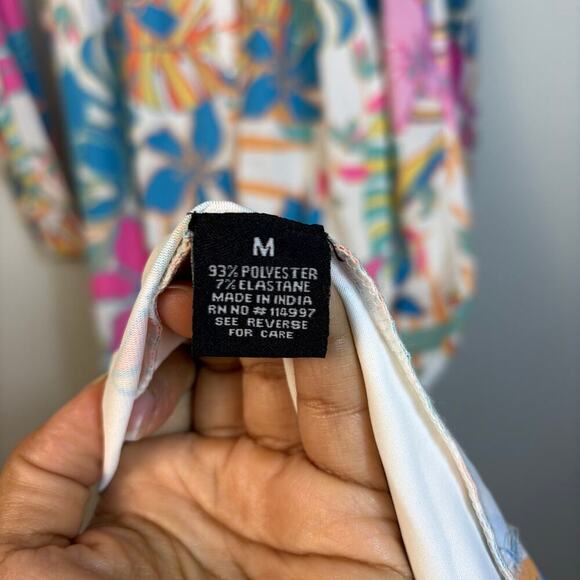 M
93% POLYESTER
7% ELASTANE
MADE IN INDIA
RN NO # 114997
SEE REVERSE
FOR CARE